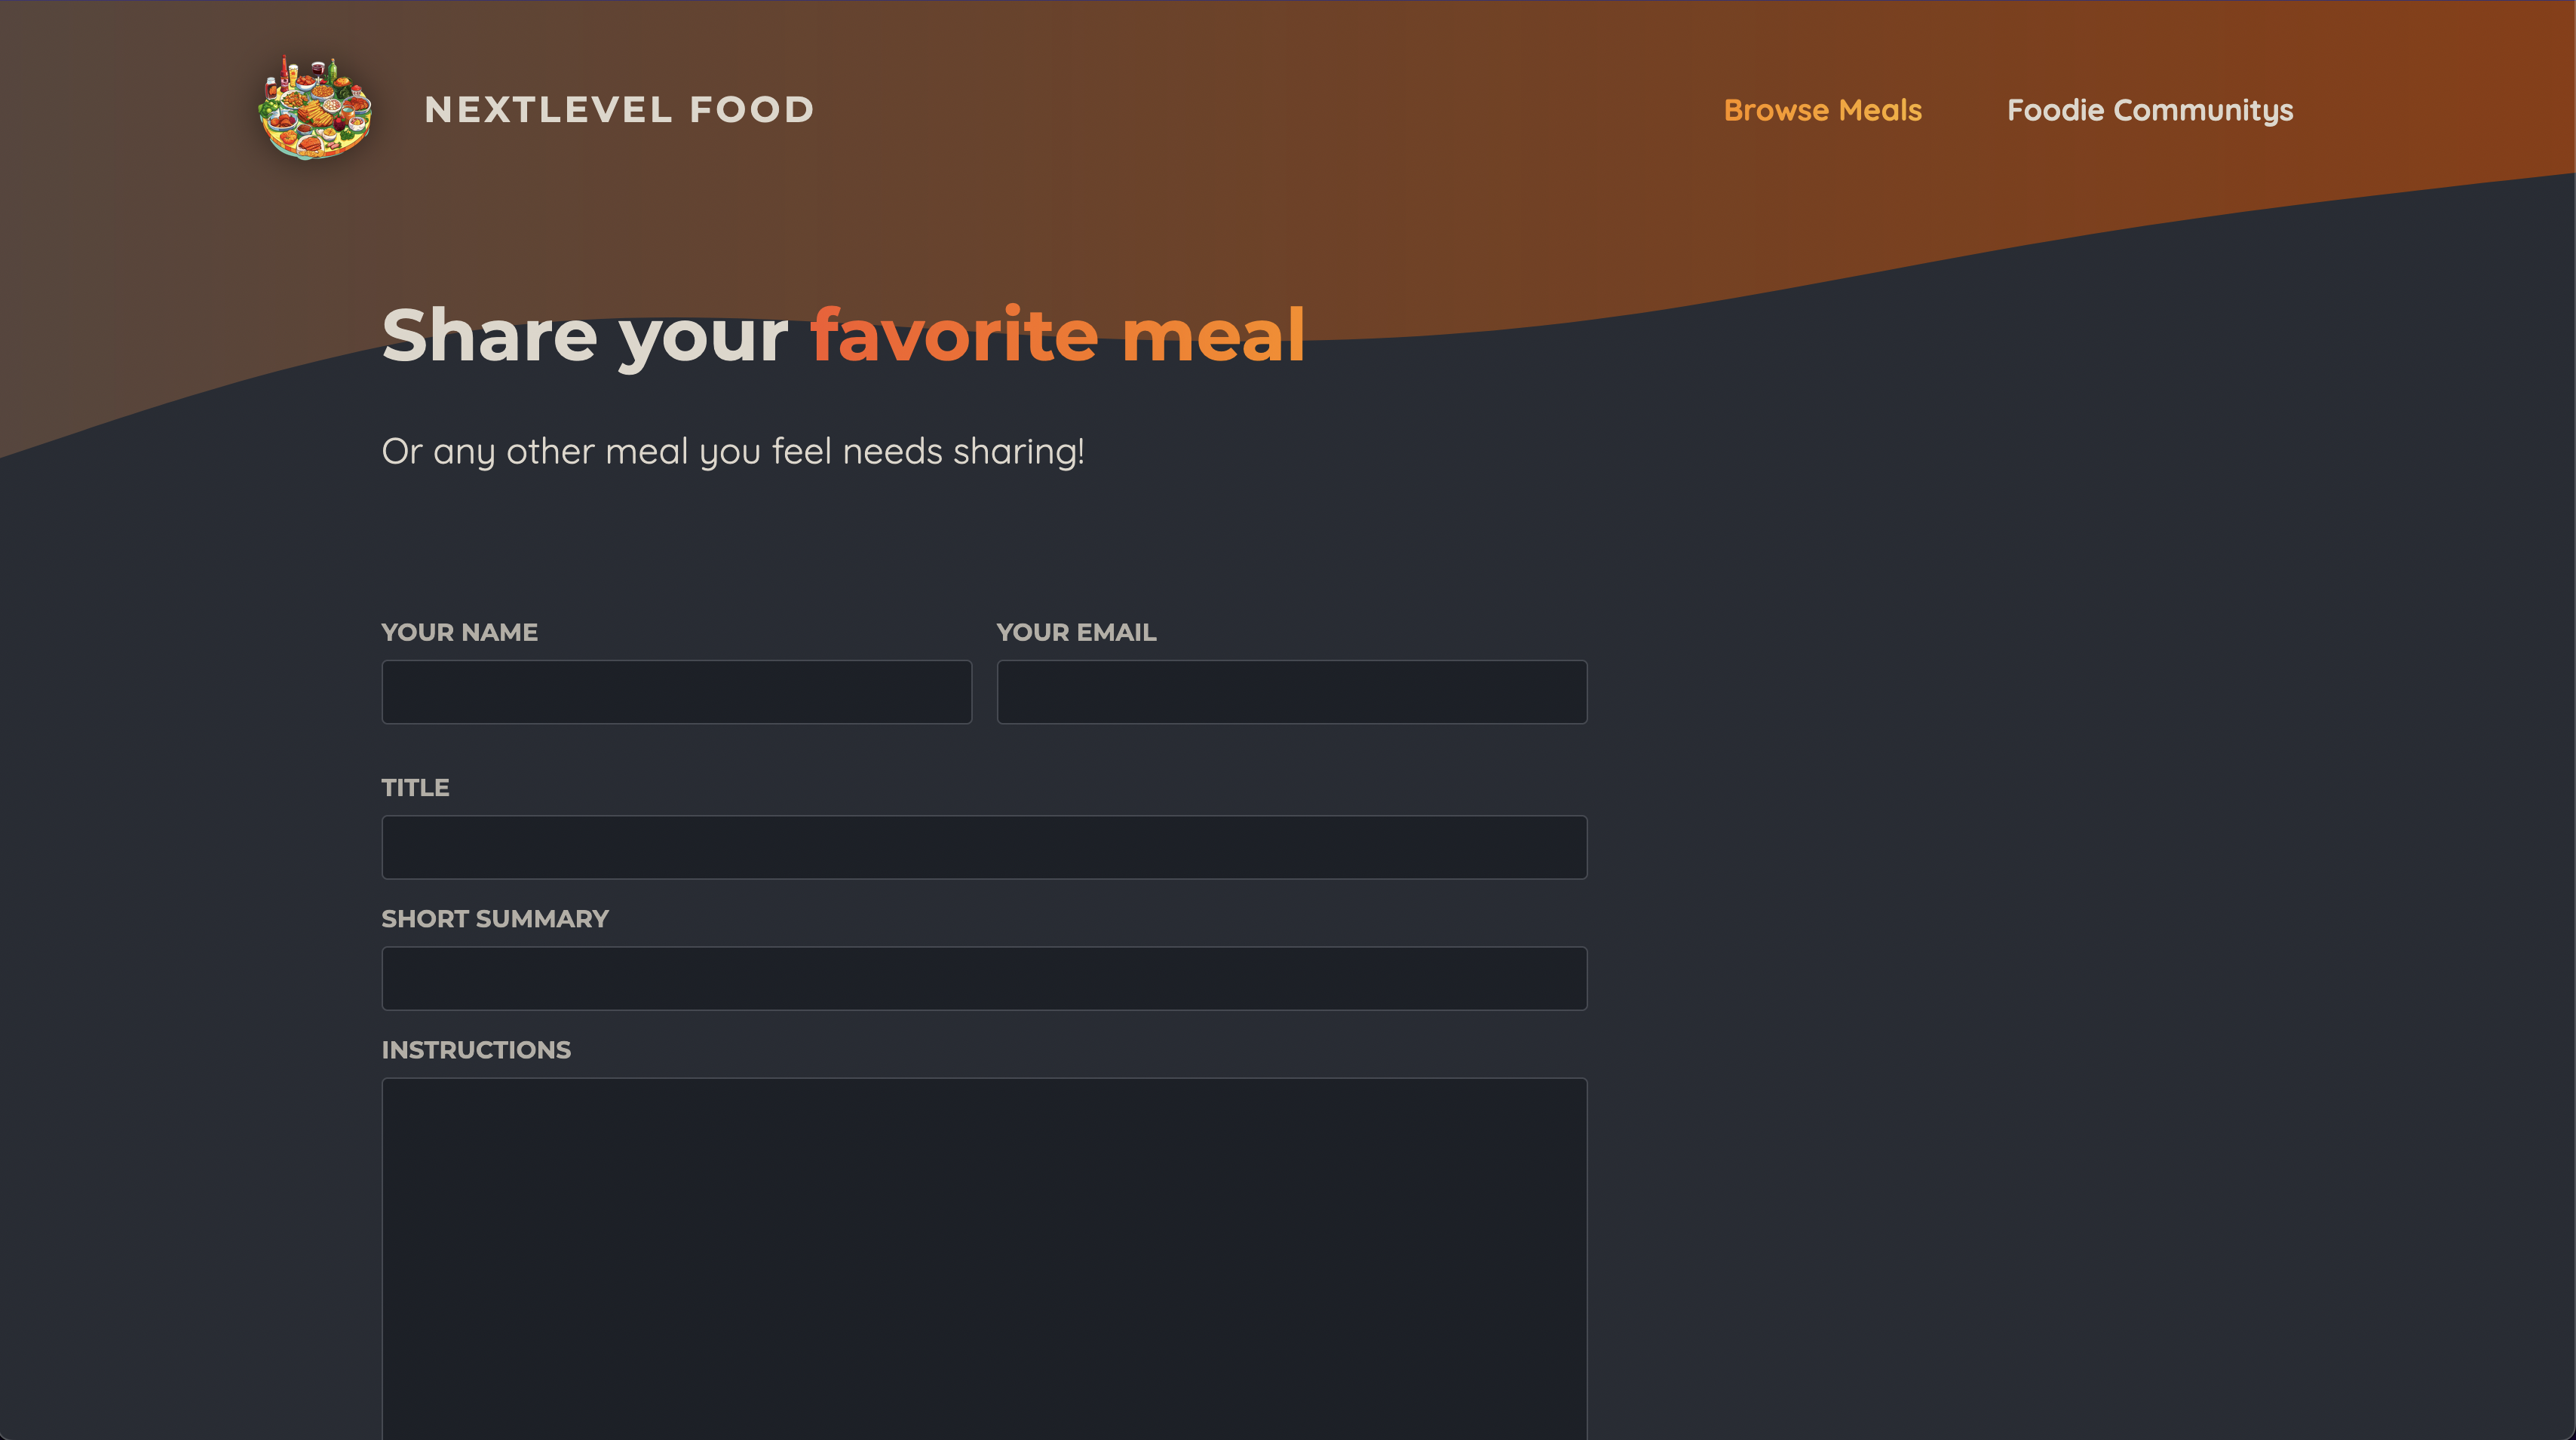 NEXTLEVEL FOOD
Browse Meals
Foodie Communitys
Share your favorite meal
Or any other meal you feel needs sharing!
YOUR NAME
YOUR EMAIL
TITLE
SHORT SUMMARY
INSTRUCTIONS